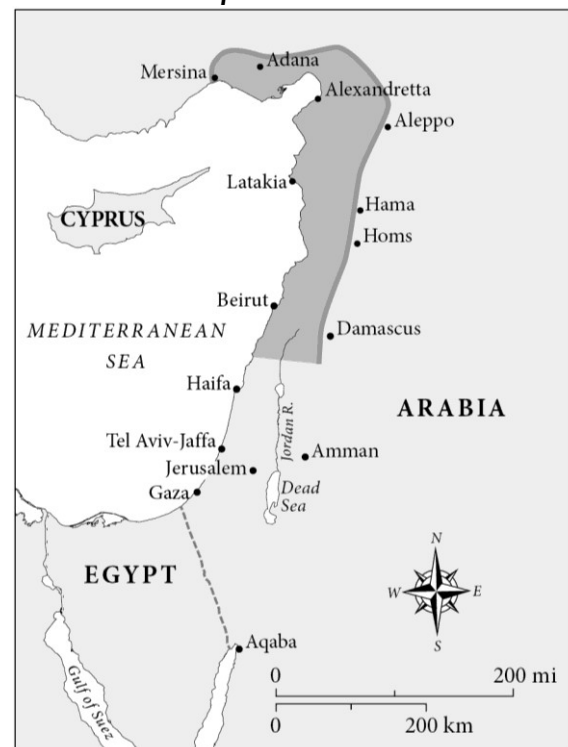 Adana
Mersina
Alexandretta
Aleppo
Latakia
Hama
CYPRUS
Homs
Beirut
MEDITERRANEAN
SEA
Damascus
Haifa
ARABIA
Jordan R.
Tel Aviv-Jaffa
Amman
Jerusalem
Gaza
Dead
Sea
EGYPT
N
W
E
S
Aqaba
Gulf of Suez
0 200 mi
0 200 km